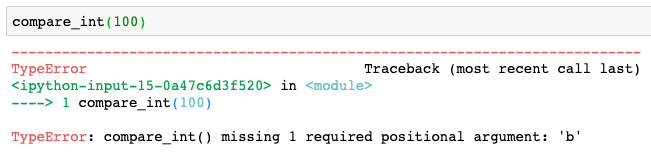 compare_int(100)
---------------------------------------------------------------------------
TypeError                                 Traceback (most recent call last)
<ipython-input-15-0a47c6d3f520> in <module>
----> 1 compare_int(100)
TypeError: compare_int() missing 1 required positional argument: 'b'